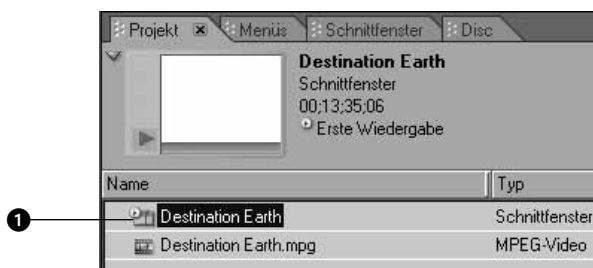 Projekt Menüs Schnittfenster Disc
Destination Earth
Schnittfenster
00;13;35;06
Erste Wiedergabe
Name Typ
1 Destination Earth Schnittfenster
Destination Earth.mpg MPEG-Video